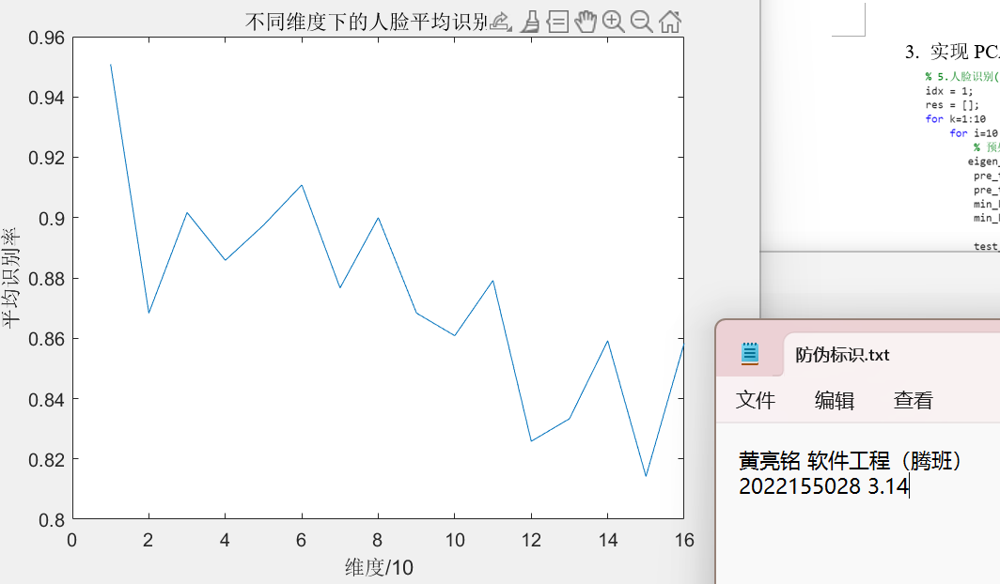 不同维度下的人脸平均识别
0.96
0.94
0.92
0.9
0.88
0.86
0.84
0.82
0.8
平均识别率
0 2 4 6 8 10 12 14 16
维度/10
3. 实现 PC
% 5.人脸识别(
idx = 1;
res = [];
for k=1:10
for i=10
% 预
eigen_
pre_
pre_
min_
min_
test_
防伪标识.txt
文件 编辑 查看
黄亮铭 软件工程（腾班）
2022155028 3.14